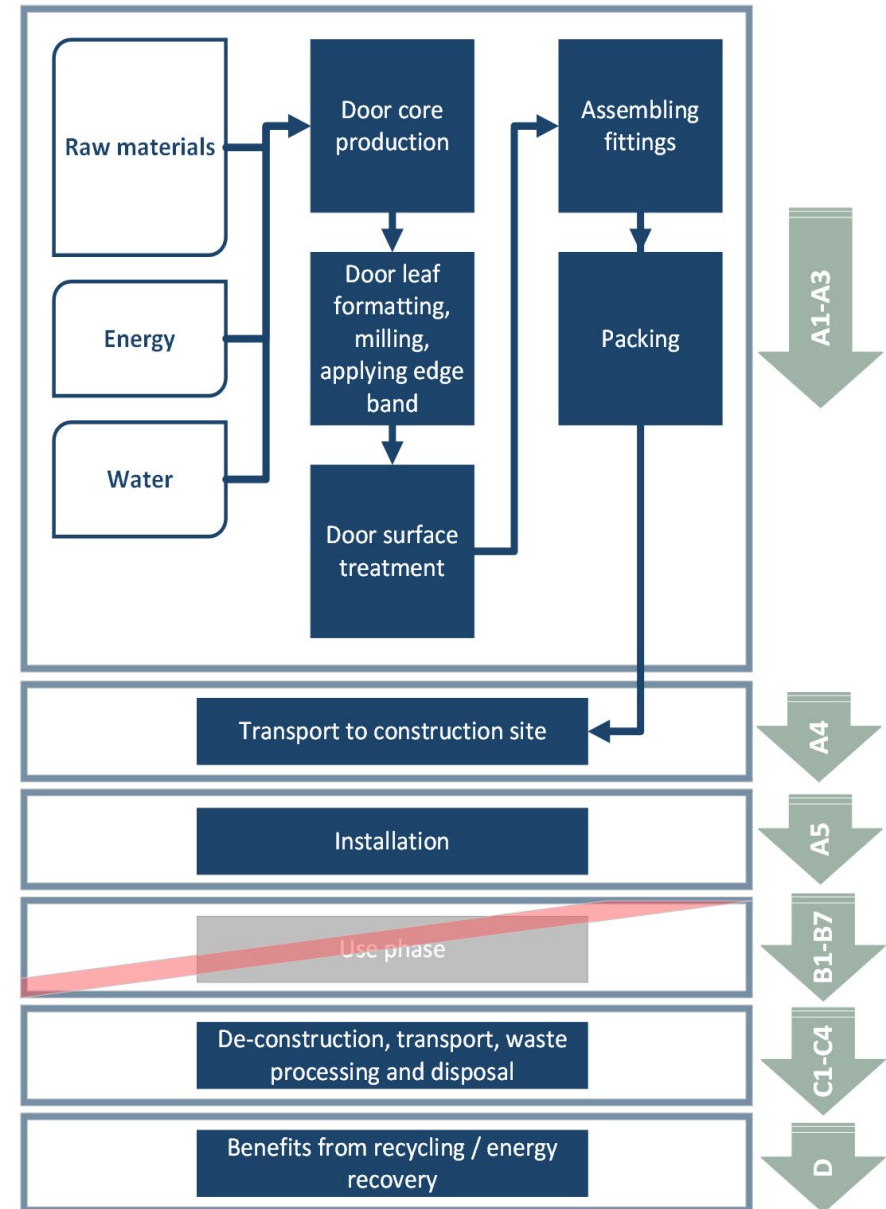 Raw materials
Energy
Water
Door core
production
Door leaf
formatting,
milling,
applying edge
band
Door surface
treatment
Assembling
fittings
Packing
A1-A3
Transport to construction site
A4
Installation
A5
Use phase
B1-B7
De-construction, transport, waste
processing and disposal
C1-C4
Benefits from recycling / energy
recovery
D